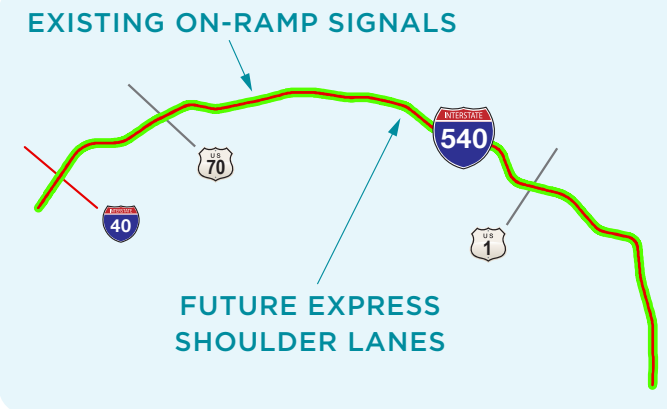 EXISTING ON-RAMP SIGNALS
INTERSTATE
540
US
70
INTERSTATE
40
US
1
FUTURE EXPRESS
SHOULDER LANES